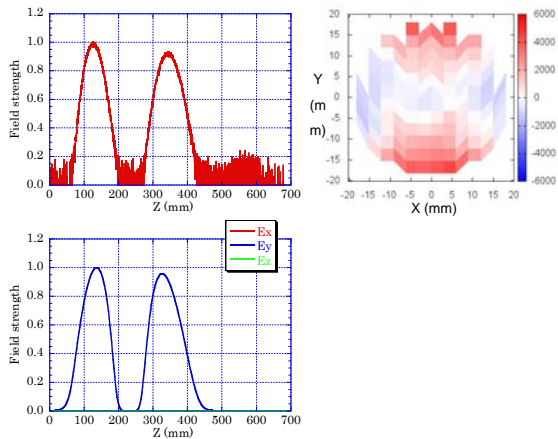 1.2
1.0
0.8
0.6
0.4
0.2
0.0
Field strength
0 100 200 300 400 500 600 700
Z (mm)
20
15
10
5
0
-5
-10
-15
-20
Y
(m
m)
-20 -15 -10 -5 0 5 10 15 20
X (mm)
6000
4000
2000
0
-2000
-4000
-6000
Ex
Ey
Ez
1.2
1.0
0.8
0.6
0.4
0.2
0.0
Field strength
0 100 200 300 400 500 600 700
Z (mm)